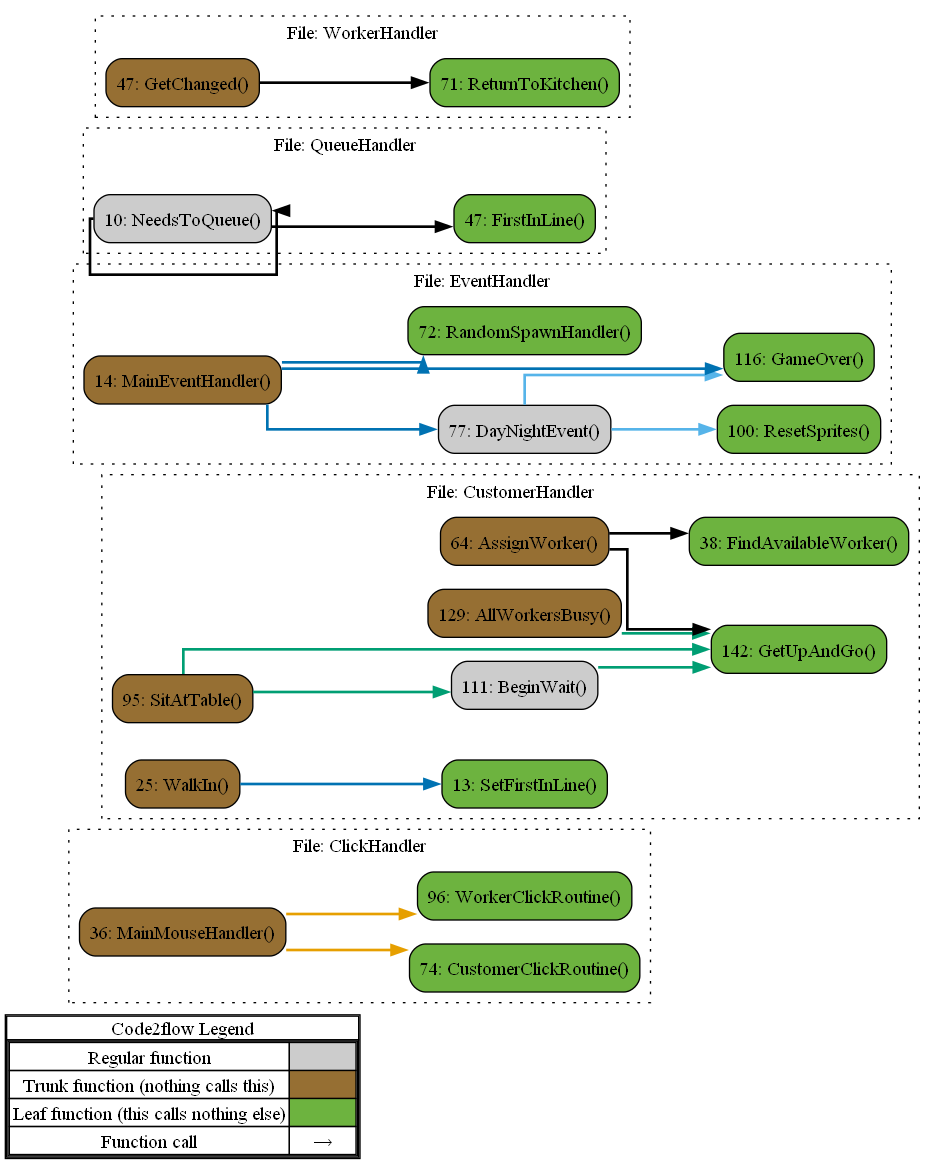 File: WorkerHandler
47: GetChanged()
71: ReturnToKitchen()
File: QueueHandler
10: NeedsToQueue()
47: FirstInLine()
File: EventHandler
72: RandomSpawnHandler()
116: GameOver()
14: MainEventHandler()
77: DayNightEvent()
100: ResetSprites()
File: CustomerHandler
64: AssignWorker()
38: FindAvailableWorker()
129: AllWorkersBusy()
142: GetUpAndGo()
95: SitAtTable()
111: BeginWait()
25: WalkIn()
13: SetFirstInLine()
File: ClickHandler
96: WorkerClickRoutine()
36: MainMouseHandler()
74: CustomerClickRoutine()
Code2flow Legend
Regular function
Trunk function (nothing calls this)
Leaf function (this calls nothing else)
Function call →